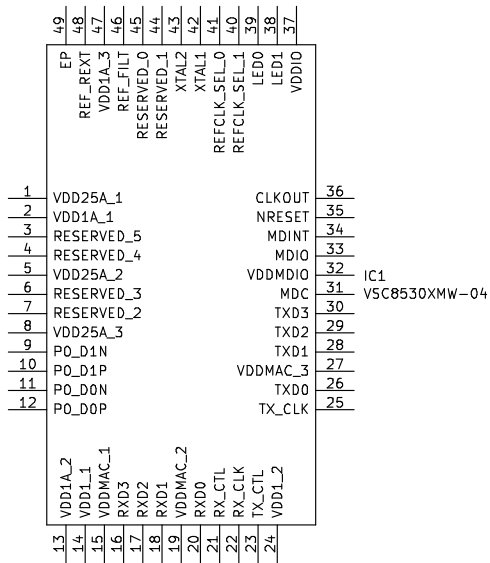 49 48 47 46 45 44 43 42 41 40 39 38 37
EP
REF_REXT
VDD1A_3
REF_FILT
RESERVED_0
RESERVED_1
XTAL2
XTAL1
REFCLK_SEL_0
REFCLK_SEL_1
LED0
LED1
VDDIO
1 VDD25A_1 CLKOUT 36
2 VDD1A_1 NRESET 35
3 RESERVED_5 MDINT 34
4 RESERVED_4 MDIO 33
5 VDD25A_2 VDDMDIO 32 IC1
6 RESERVED_3 MDC 31 VSC8530XMW-04
7 RESERVED_2 TXD3 30
8 VDD25A_3 TXD2 29
9 P0_D1N TXD1 28
10 P0_D1P VDDMAC_3 27
11 P0_D0N TXD0 26
12 P0_D0P TX_CLK 25
VDD1A_2
VDD1_1
VDDMAC_1
RXD3
RXD2
RXD1
VDDMAC_2
RXD0
RX_CTL
RX_CLK
TX_CTL
VDD1_2
13 14 15 16 17 18 19 20 21 22 23 24